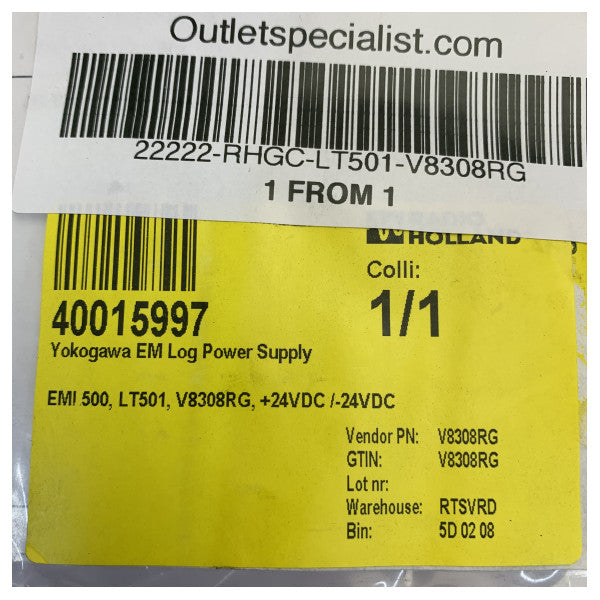 Outletspecialist.com
22222-RHGC-LT501-V8308RG
1 FROM 1
HOLLAND
Colli:
1/1
40015997
Yokogawa EM Log Power Supply
EMI 500, LT501, V8308RG, +24VDC /-24VDC
Vendor PN: V8308RG
GTIN: V8308RG
Lot nr:
Warehouse: RTSVRD
Bin: 5D 02 08